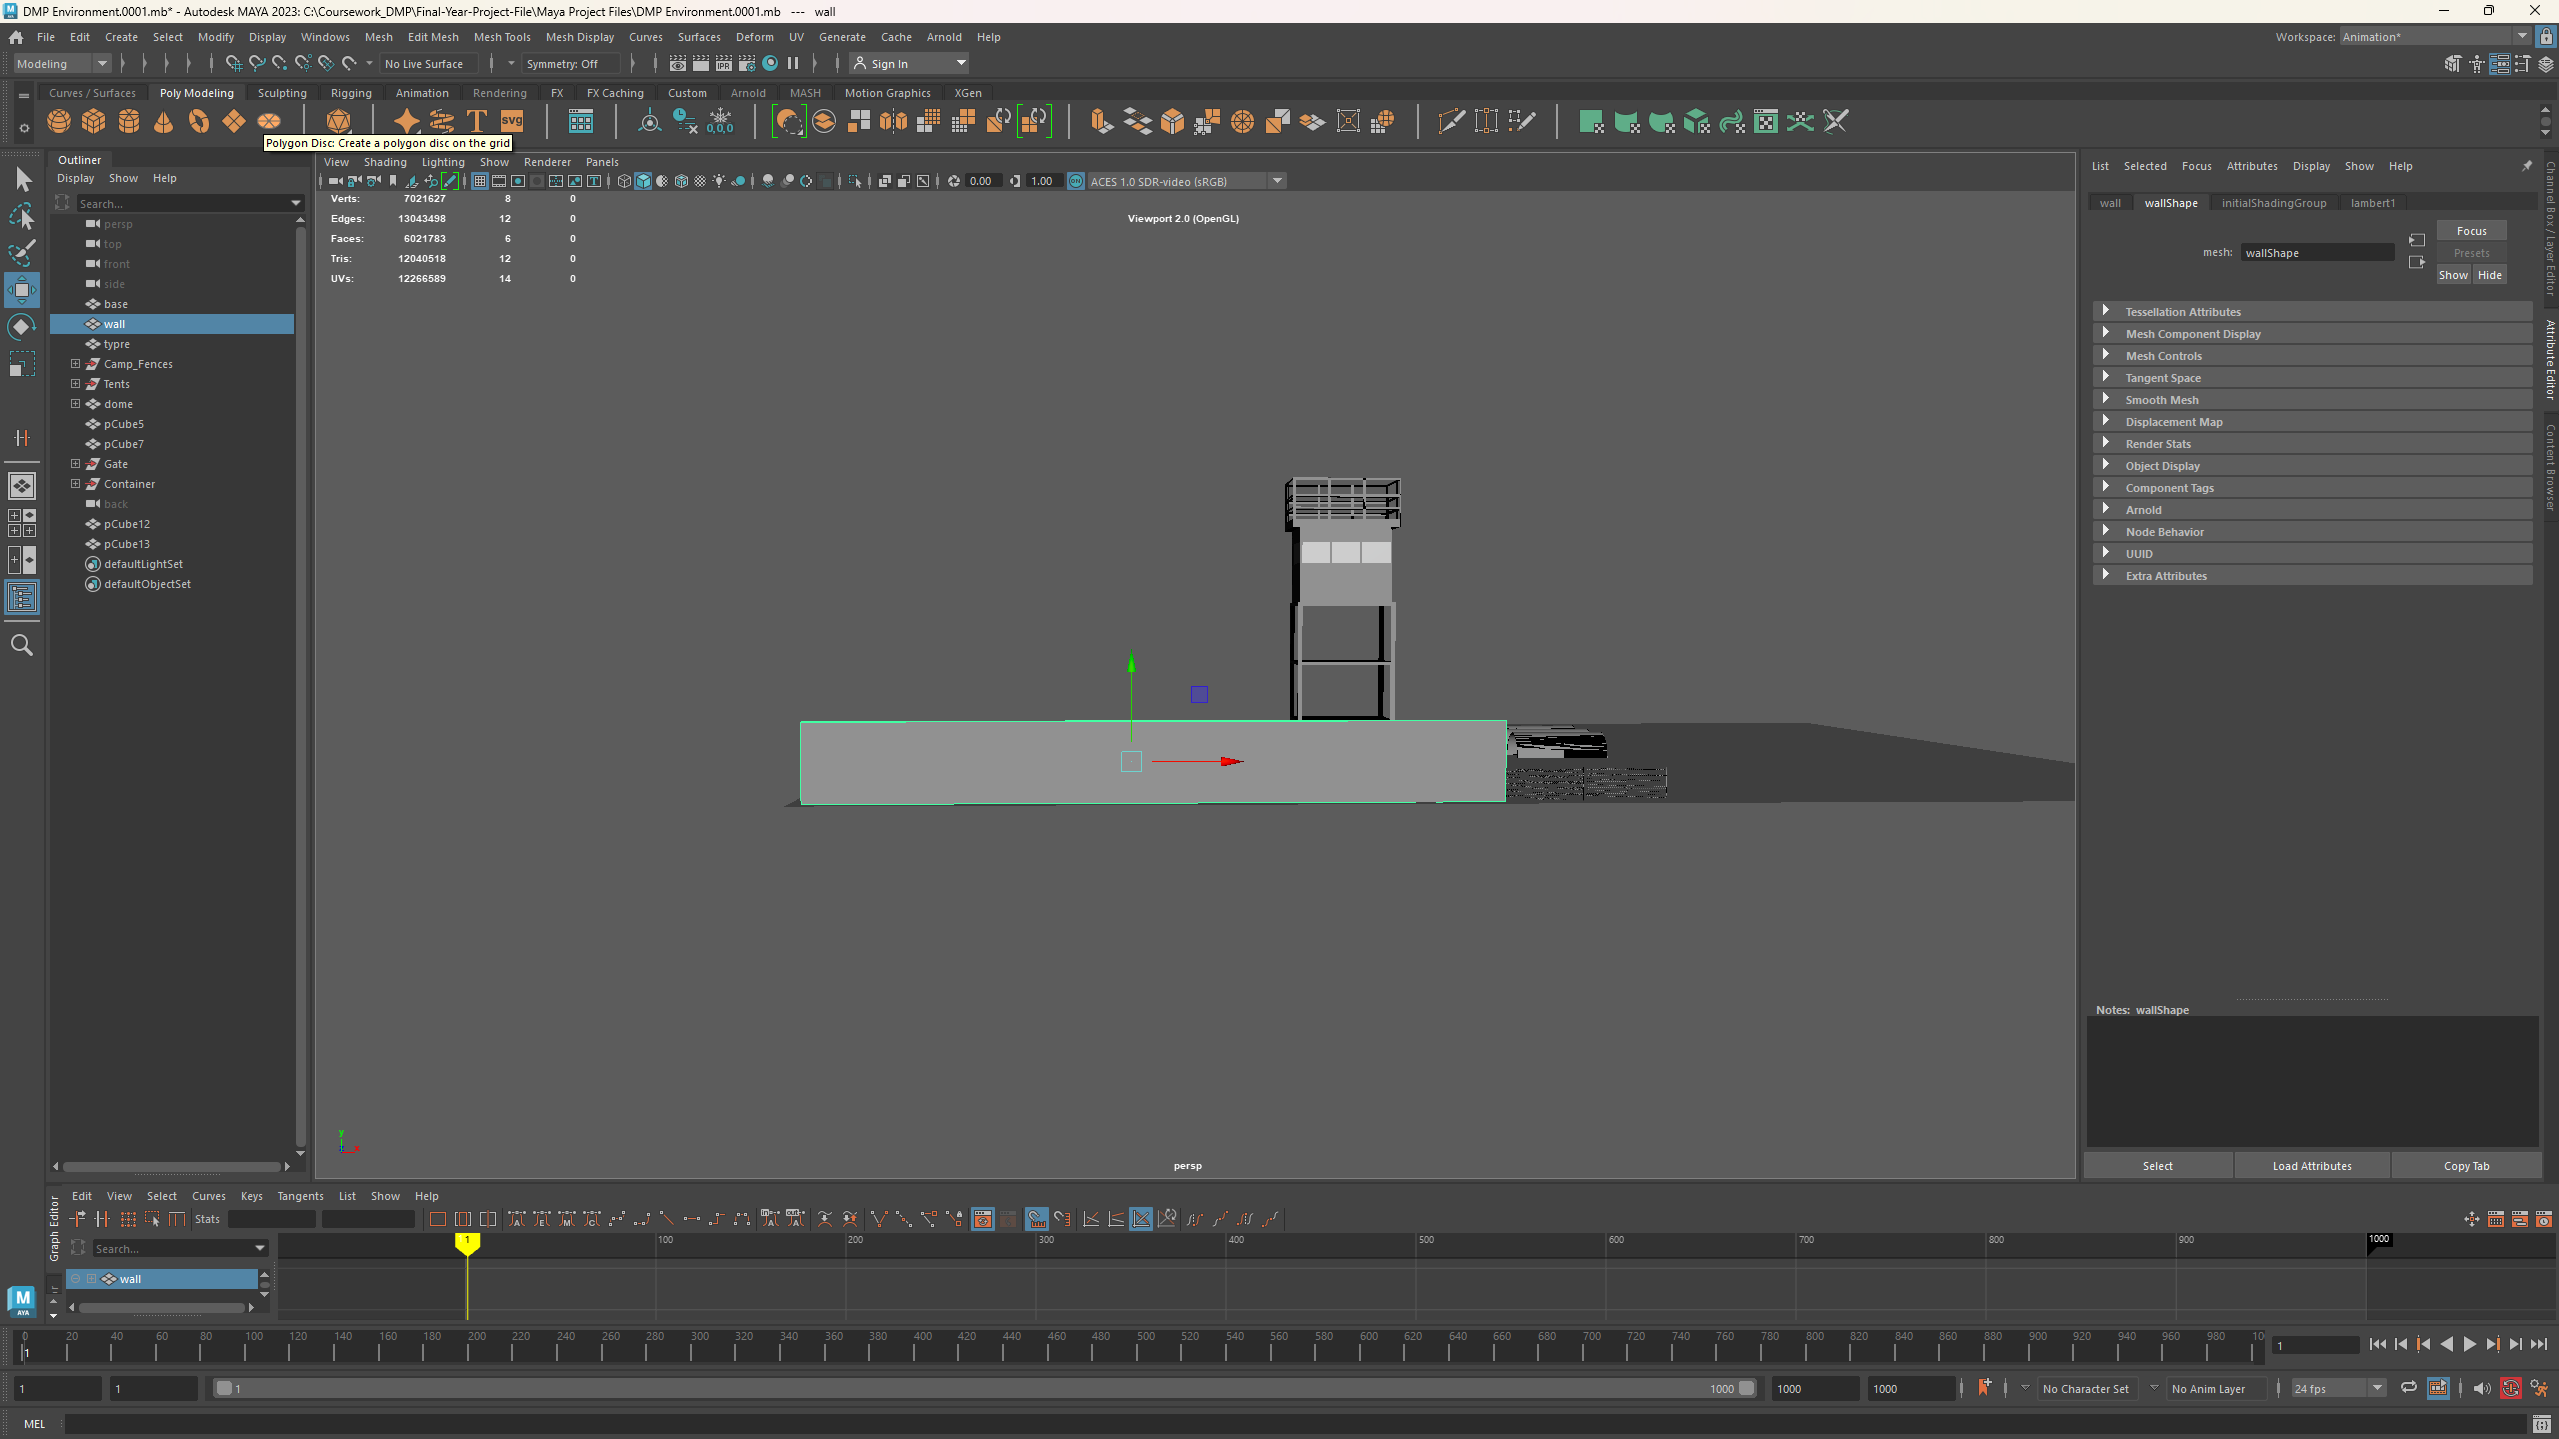 DMP Environment.0001.mb* - Autodesk MAYA 2023: C:\Coursework_DMP\Final-Year-Project-File\Maya Project Files\DMP Environment.0001.mb --- wall
File Edit Create Select Modify Display Windows Mesh Edit Mesh Mesh Tools Mesh Display Curves Surfaces Deform UV Generate Cache Arnold Help
Workspace: Animation*
Modeling No Live Surface Symmetry: Off Sign In
Curves / Surfaces Poly Modeling Sculpting Rigging Animation Rendering FX FX Caching Custom Arnold MASH Motion Graphics XGen
T SVG 0,0,0
Polygon Disc: Create a polygon disc on the grid
Outliner
Display Show Help
Search...
persp
top
front
side
base
wall
typre
Camp_Fences
Tents
dome
pCube5
pCube7
Gate
Container
back
pCube12
pCube13
defaultLightSet
defaultObjectSet
View Shading Lighting Show Renderer Panels
0.00 1.00 ACES 1.0 SDR-video (sRGB)
Verts: 7021627 8 0
Edges: 13043498 12 0
Faces: 6021783 6 0
Tris: 12040518 12 0
UVs: 12266589 14 0
Viewport 2.0 (OpenGL)
y
persp
List Selected Focus Attributes Display Show Help
wall wallShape initialShadingGroup lambert1
mesh: wallShape
Focus
Presets
Show Hide
Tessellation Attributes
Mesh Component Display
Mesh Controls
Tangent Space
Smooth Mesh
Displacement Map
Render Stats
Object Display
Component Tags
Arnold
Node Behavior
UUID
Extra Attributes
Notes: wallShape
Select Load Attributes Copy Tab
Channel Box / Layer Editor
Attribute Editor
Content Browser
Graph Editor
Edit View Select Curves Keys Tangents List Show Help
Stats
Search...
wall
1 100 200 300 400 500 600 700 800 900 1000
M
AYA
0 20 40 60 80 100 120 140 160 180 200 220 240 260 280 300 320 340 360 380 400 420 440 460 480 500 520 540 560 580 600 620 640 660 680 700 720 740 760 780 800 820 840 860 880 900 920 940 960 980 10
1
1
1 1 1 1000 1000 1000 No Character Set No Anim Layer 24 fps
MEL